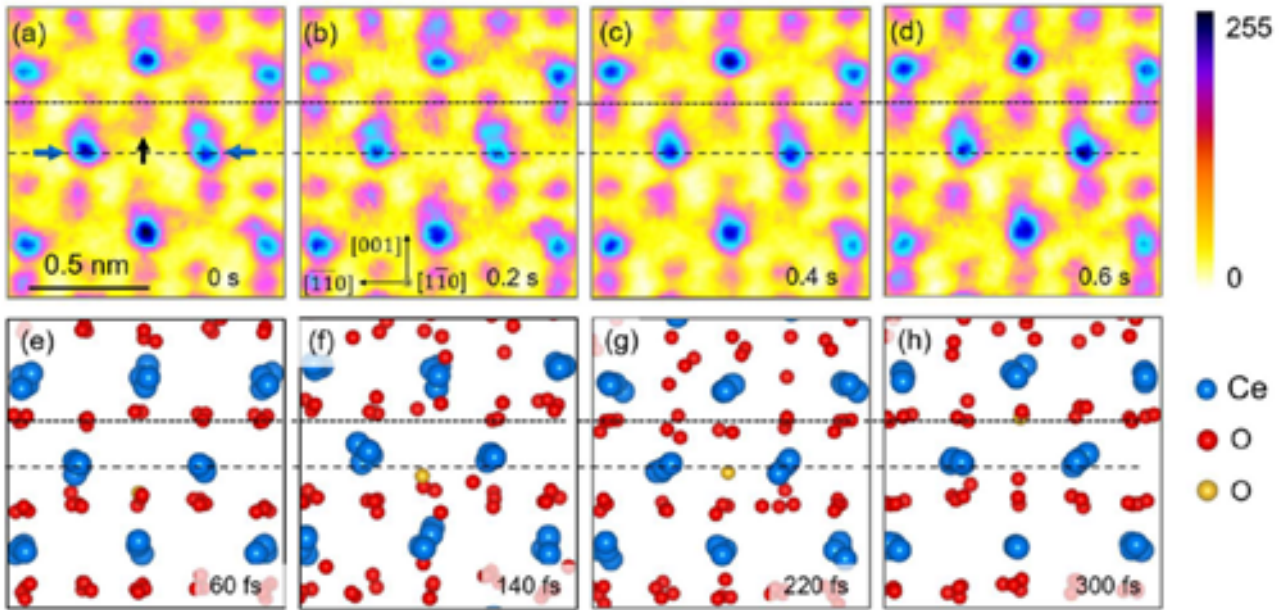 (a)
(b)
(c)
(d)
255
0.5 nm
0 s
[001]
[1̅1̅0]
[11̅0]
0.2 s
0.4 s
0.6 s
0
(e)
(f)
(g)
(h)
Ce
O
O
60 fs
140 fs
220 fs
300 fs